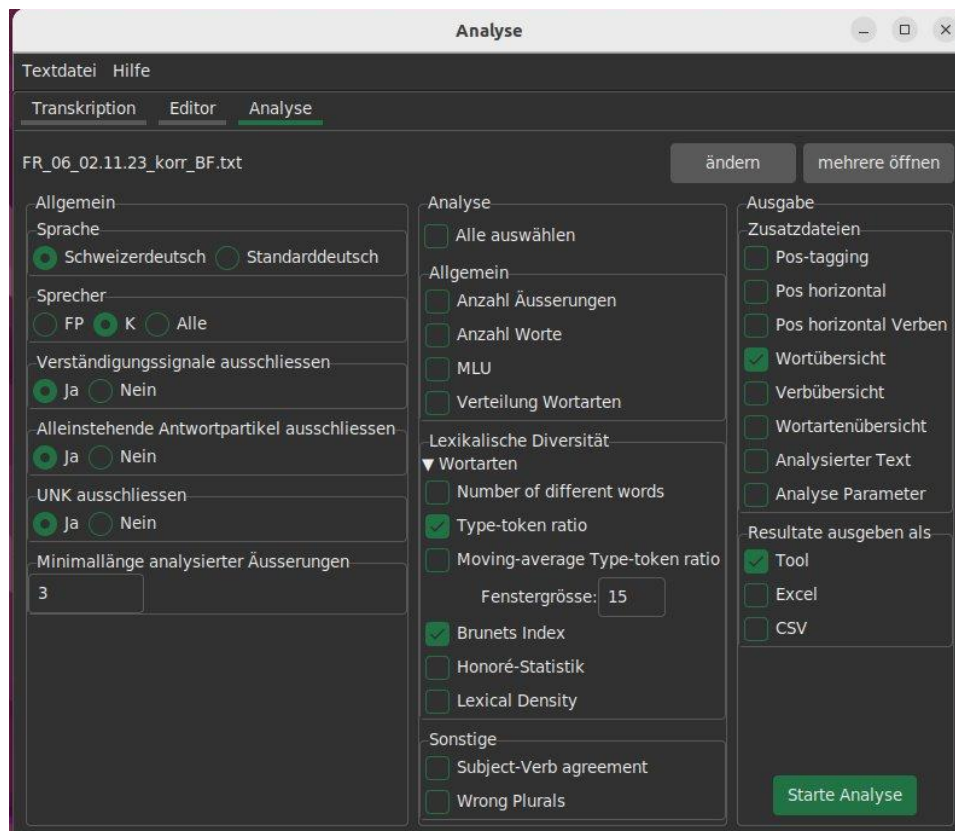 Analyse
Textdatei Hilfe
Transkription Editor Analyse
FR_06_02.11.23_korr_BF.txt
ändern
mehrere öffnen
Allgemein
Sprache
Schweizerdeutsch Standarddeutsch
Sprecher
FP K Alle
Verständigungssignale ausschliessen
Ja Nein
Alleinstehende Antwortpartikel ausschliessen
Ja Nein
UNK ausschliessen
Ja Nein
Minimallänge analysierter Äusserungen
3
Analyse
Alle auswählen
Allgemein
Anzahl Äusserungen
Anzahl Worte
MLU
Verteilung Wortarten
Lexikalische Diversität
▼ Wortarten
Number of different words
Type-token ratio
Moving-average Type-token ratio
Fenstergrösse: 15
Brunets Index
Honoré-Statistik
Lexical Density
Sonstige
Subject-Verb agreement
Wrong Plurals
Ausgabe
Zusatzdateien
Pos-tagging
Pos horizontal
Pos horizontal Verben
Wortübersicht
Verbübersicht
Wortartenübersicht
Analysierter Text
Analyse Parameter
Resultate ausgeben als
Tool
Excel
CSV
Starte Analyse